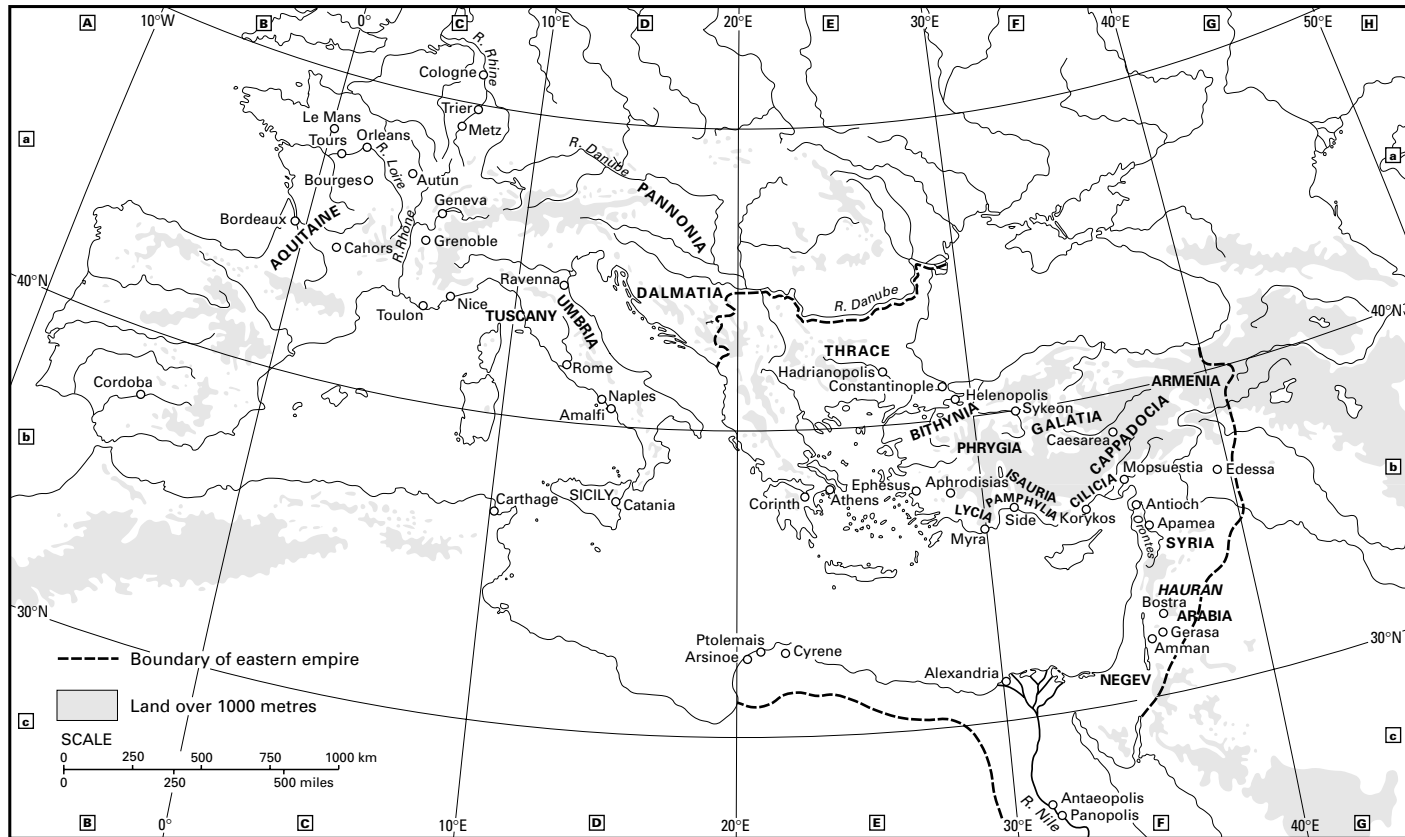 A
10°W
B
0°
C
10°E
D
20°E
E
30°E
F
40°E
G
50°E
H
R. Rhine
Cologne
Trier
Metz
Le Mans
Orleans
Tours
R. Loire
Bourges
Autun
a
a
R. Danube
PANNONIA
Geneva
Bordeaux
AQUITAINE
Cahors
R.Rhône
Grenoble
40°N
Ravenna
DALMATIA
R. Danube
40°N
Toulon
Nice
TUSCANY
UMBRIA
THRACE
Hadrianopolis
Constantinople
Helenopolis
ARMENIA
Rome
Cordoba
Naples
Amalfi
BITHYNIA
Sykeon
GALATIA
Caesarea
CAPPADOCIA
b
b
PHRYGIA
Mopsuestia
Edessa
ISAURIA
CILICIA
Carthage
SICILY
Catania
Corinth
Athens
Ephesus
Aphrodisias
LYCIA
PAMPHYLIA
Side
Korykos
Antioch
Myra
Orontes
Apamea
SYRIA
30°N
HAURAN
Bostra
ARABIA
Gerasa
Amman
30°N
Ptolemais
Arsinoe
Cyrene
Alexandria
NEGEV
Boundary of eastern empire
Land over 1000 metres
c
c
SCALE
0 250 500 750 1000 km
0 250 500 miles
Antaeopolis
Panopolis
R. Nile
B
0°
C
10°E
D
20°E
E
30°E
F
40°E
G